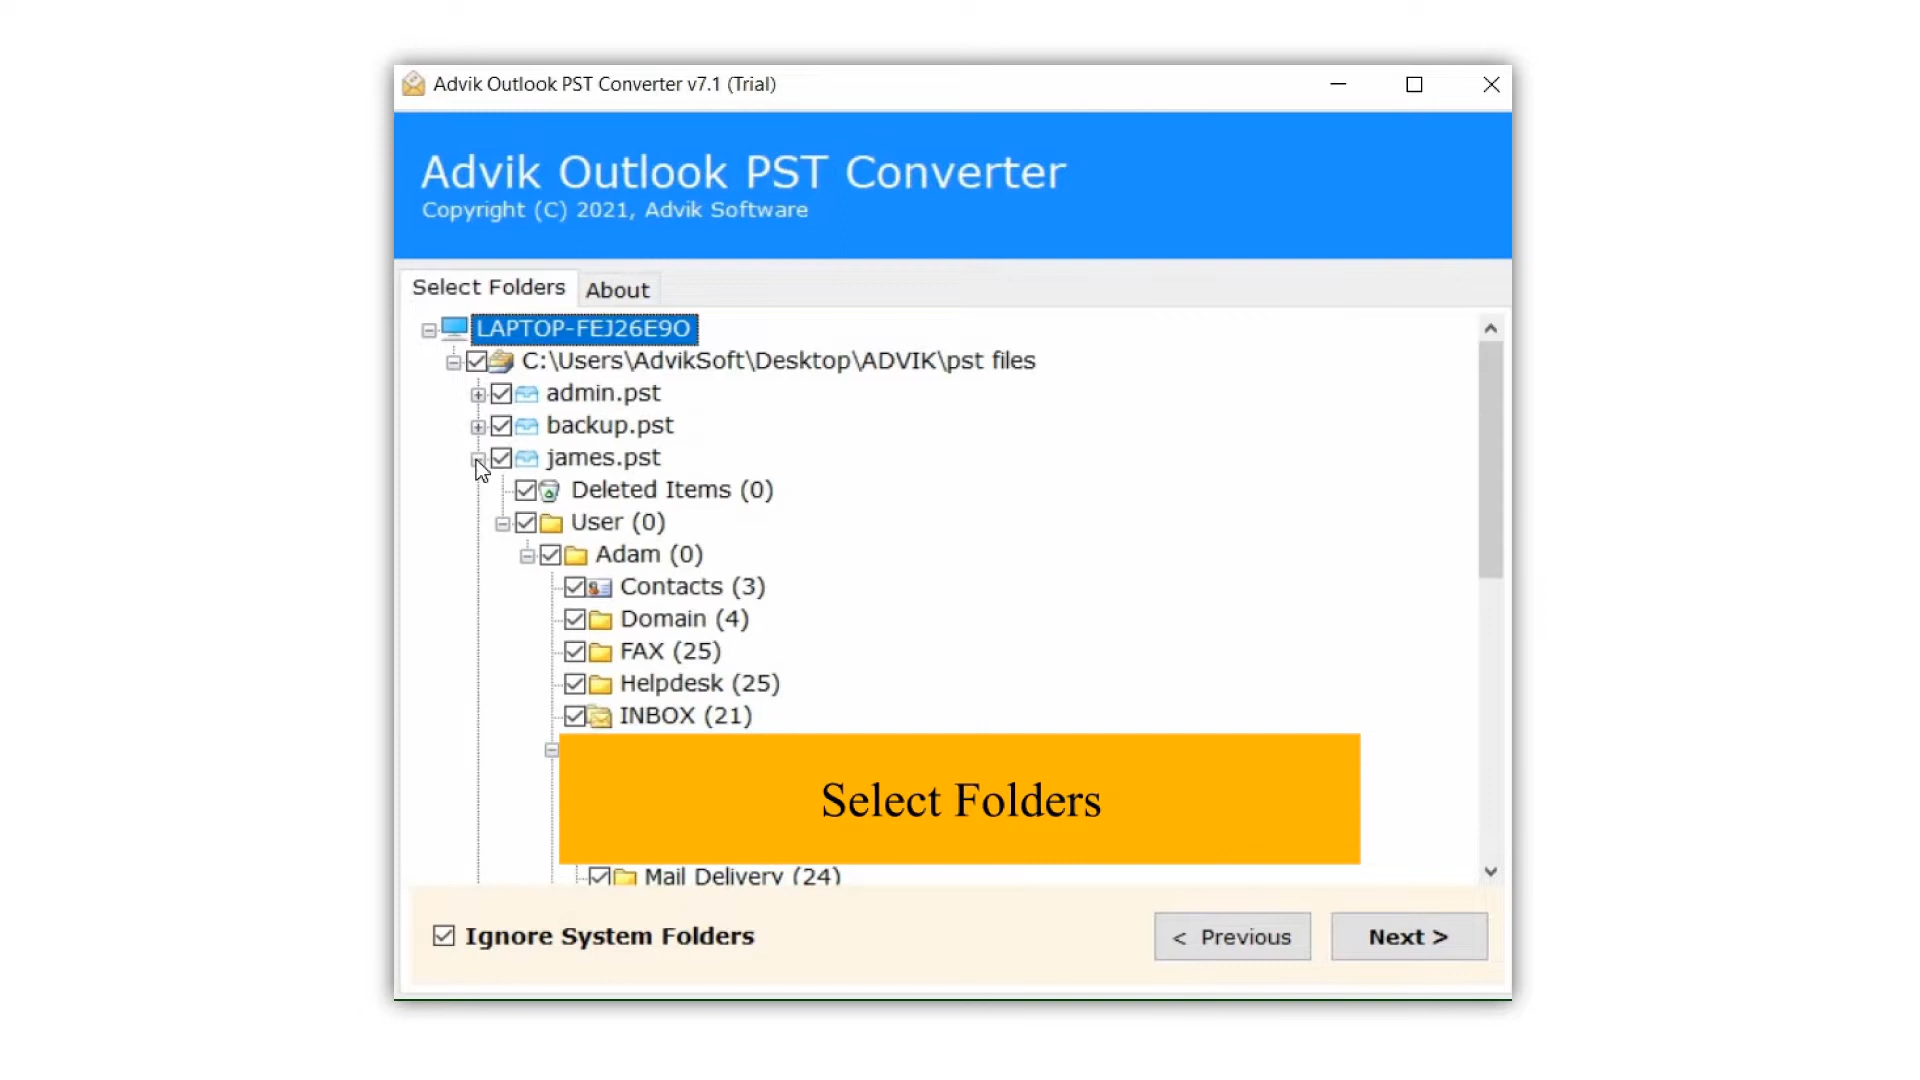 Advik Outlook PST Converter v7.1 (Trial)
Advik Outlook PST Converter
Copyright (C) 2021, Advik Software
Select Folders
About
LAPTOP-FEJ26E9O
C:\Users\AdvikSoft\Desktop\ADVIK\pst files
admin.pst
backup.pst
james.pst
Deleted Items (0)
User (0)
Adam (0)
Contacts (3)
Domain (4)
FAX (25)
Helpdesk (25)
INBOX (21)
Select Folders
Mail Delivery (24)
Ignore System Folders
< Previous
Next >